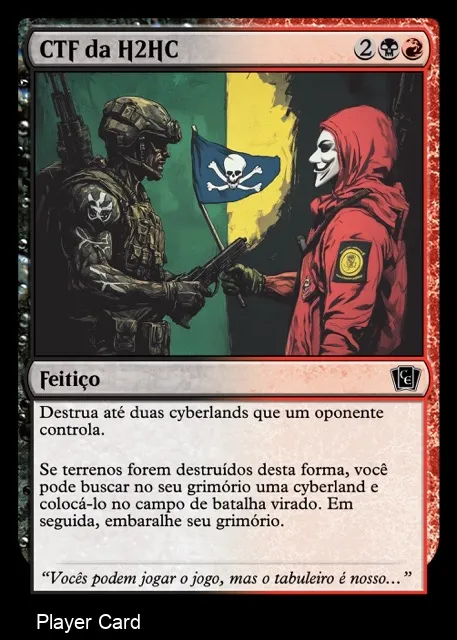 CTF da H2HC 2
Feitiço CE
Destrua até duas cyberlands que um oponente
controla.
Se terrenos forem destruídos desta forma, você
pode buscar no seu grimório uma cyberland e
colocá-lo no campo de batalha virado. Em
seguida, embaralhe seu grimório.
“Vocês podem jogar o jogo, mas o tabuleiro é nosso…”
Player Card